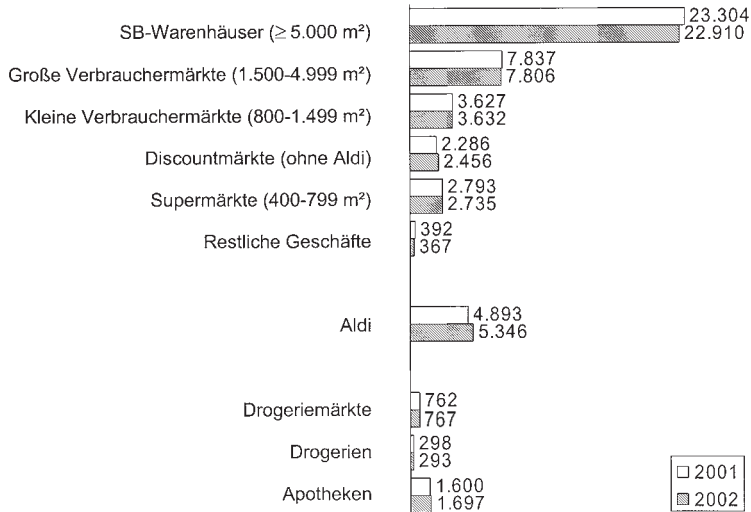 SB-Warenhäuser (≥ 5.000 m²)
23.304
22.910
Große Verbrauchermärkte (1.500-4.999 m²)
7.837
7.806
Kleine Verbrauchermärkte (800-1.499 m²)
3.627
3.632
Discountmärkte (ohne Aldi)
2.286
2.456
Supermärkte (400-799 m²)
2.793
2.735
Restliche Geschäfte
392
367
Aldi
4.893
5.346
Drogeriemärkte
762
767
Drogerien
298
293
Apotheken
1.600
1.697
2001
2002